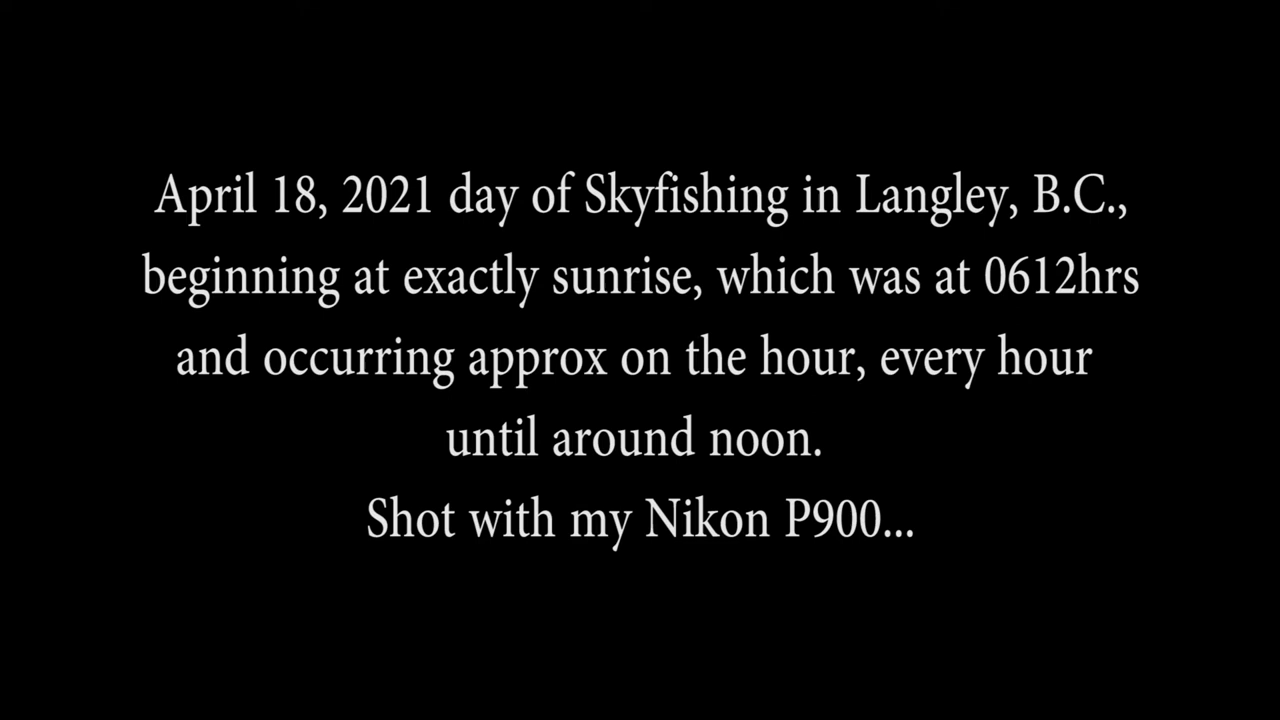 April 18, 2021 day of Skyfishing in Langley, B.C.,
beginning at exactly sunrise, which was at 0612hrs
and occurring approx on the hour, every hour
until around noon.
Shot with my Nikon P900...